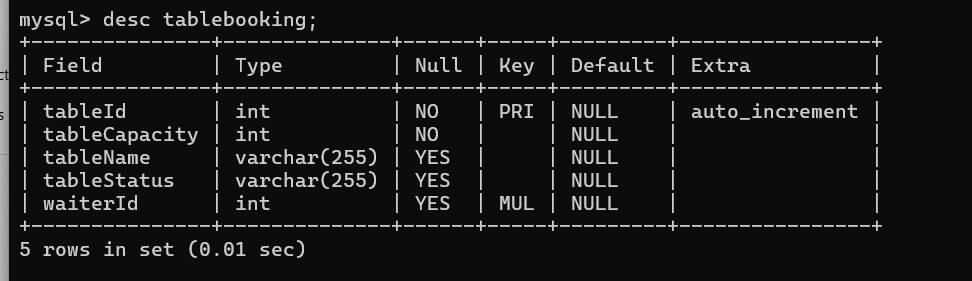 mysql> desc tablebooking;
+---------------+--------------+------+-----+---------+----------------+
| Field         | Type         | Null | Key | Default | Extra          |
+---------------+--------------+------+-----+---------+----------------+
| tableId       | int          | NO   | PRI | NULL    | auto_increment |
| tableCapacity | int          | NO   |     | NULL    |                |
| tableName     | varchar(255) | YES  |     | NULL    |                |
| tableStatus   | varchar(255) | YES  |     | NULL    |                |
| waiterId      | int          | YES  | MUL | NULL    |                |
+---------------+--------------+------+-----+---------+----------------+
5 rows in set (0.01 sec)